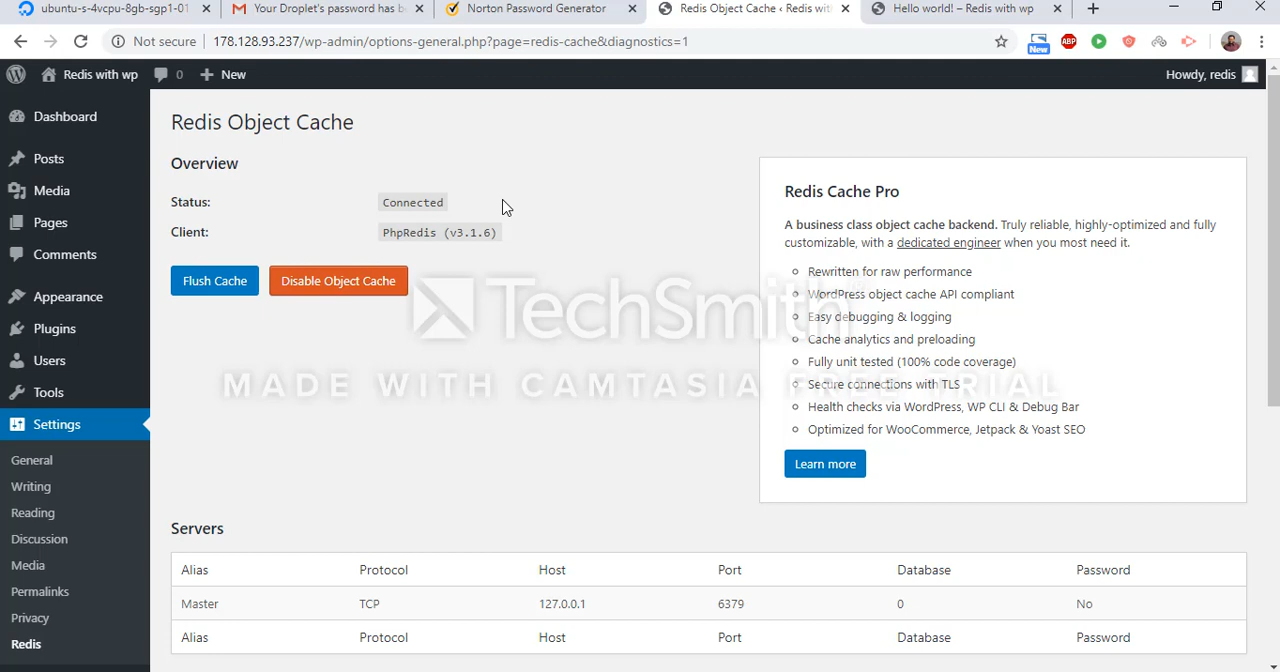 ubuntu-s-4vcpu-8gb-sgp1-01
Your Droplet's password has b
Norton Password Generator
Redis Object Cache ‹ Redis with
Hello world! – Redis with wp
Not secure
178.128.93.237/wp-admin/options-general.php?page=redis-cache&diagnostics=1
New
ABP
Redis with wp
0
New
Howdy, redis
Dashboard
Posts
Media
Pages
Comments
Appearance
Plugins
Users
Tools
Settings
General
Writing
Reading
Discussion
Media
Permalinks
Privacy
Redis
Redis Object Cache
Overview
Status:
Connected
Client:
PhpRedis (v3.1.6)
Flush Cache
Disable Object Cache
Redis Cache Pro
A business class object cache backend. Truly reliable, highly-optimized and fully
customizable, with a dedicated engineer when you most need it.
Rewritten for raw performance
WordPress object cache API compliant
Easy debugging & logging
Cache analytics and preloading
Fully unit tested (100% code coverage)
Secure connections with TLS
Health checks via WordPress, WP CLI & Debug Bar
Optimized for WooCommerce, Jetpack & Yoast SEO
Learn more
TechSmith
MADE WITH CAMTASIA FREE TRIAL
Servers
Alias Protocol Host Port Database Password
Master TCP 127.0.0.1 6379 0 No
Alias Protocol Host Port Database Password